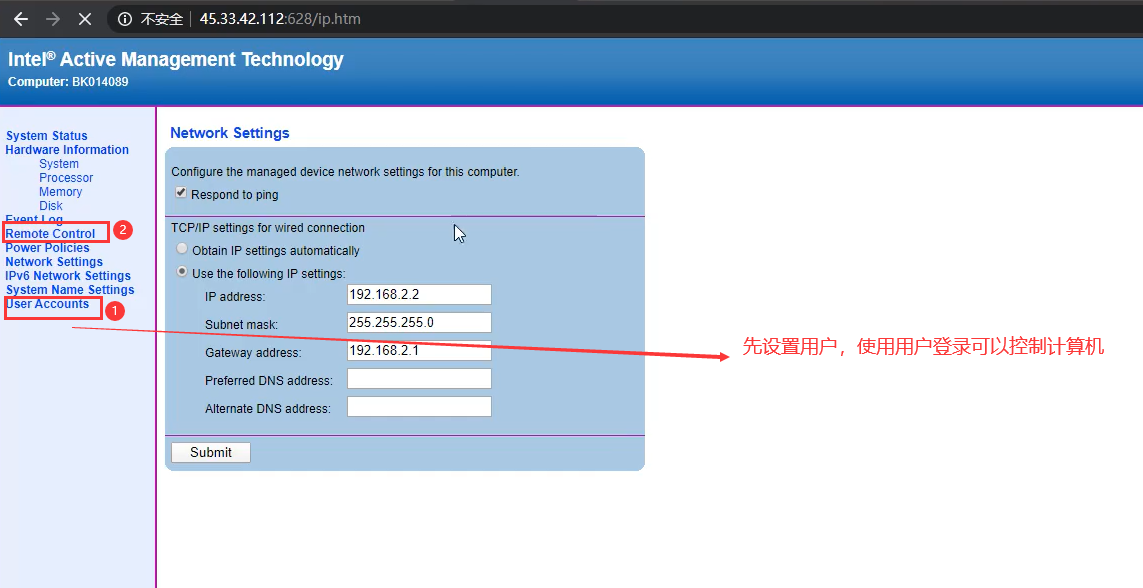 不安全 45.33.42.112:628/ip.htm
Intel® Active Management Technology
Computer: BK014089
System Status
Hardware Information
System
Processor
Memory
Disk
Event Log
Remote Control
2
Power Policies
Network Settings
IPv6 Network Settings
System Name Settings
User Accounts
1
Network Settings
Configure the managed device network settings for this computer.
Respond to ping
TCP/IP settings for wired connection
Obtain IP settings automatically
Use the following IP settings:
IP address: 192.168.2.2
Subnet mask: 255.255.255.0
Gateway address: 192.168.2.1
Preferred DNS address:
Alternate DNS address:
Submit
先设置用户，使用用户登录可以控制计算机